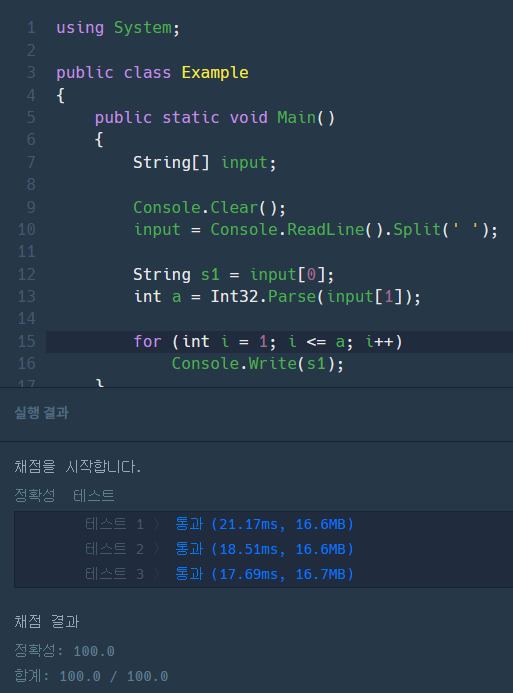 1 using System;
2
3 public class Example
4 {
5 public static void Main()
6 {
7 String[] input;
8
9 Console.Clear();
10 input = Console.ReadLine().Split(' ');
11
12 String s1 = input[0];
13 int a = Int32.Parse(input[1]);
14
15 for (int i = 1; i <= a; i++)
16 Console.Write(s1);
17 }
실행 결과
채점을 시작합니다.
정확성 테스트
테스트 1 〉 통과 (21.17ms, 16.6MB)
테스트 2 〉 통과 (18.51ms, 16.6MB)
테스트 3 〉 통과 (17.69ms, 16.7MB)
채점 결과
정확성: 100.0
합계: 100.0 / 100.0